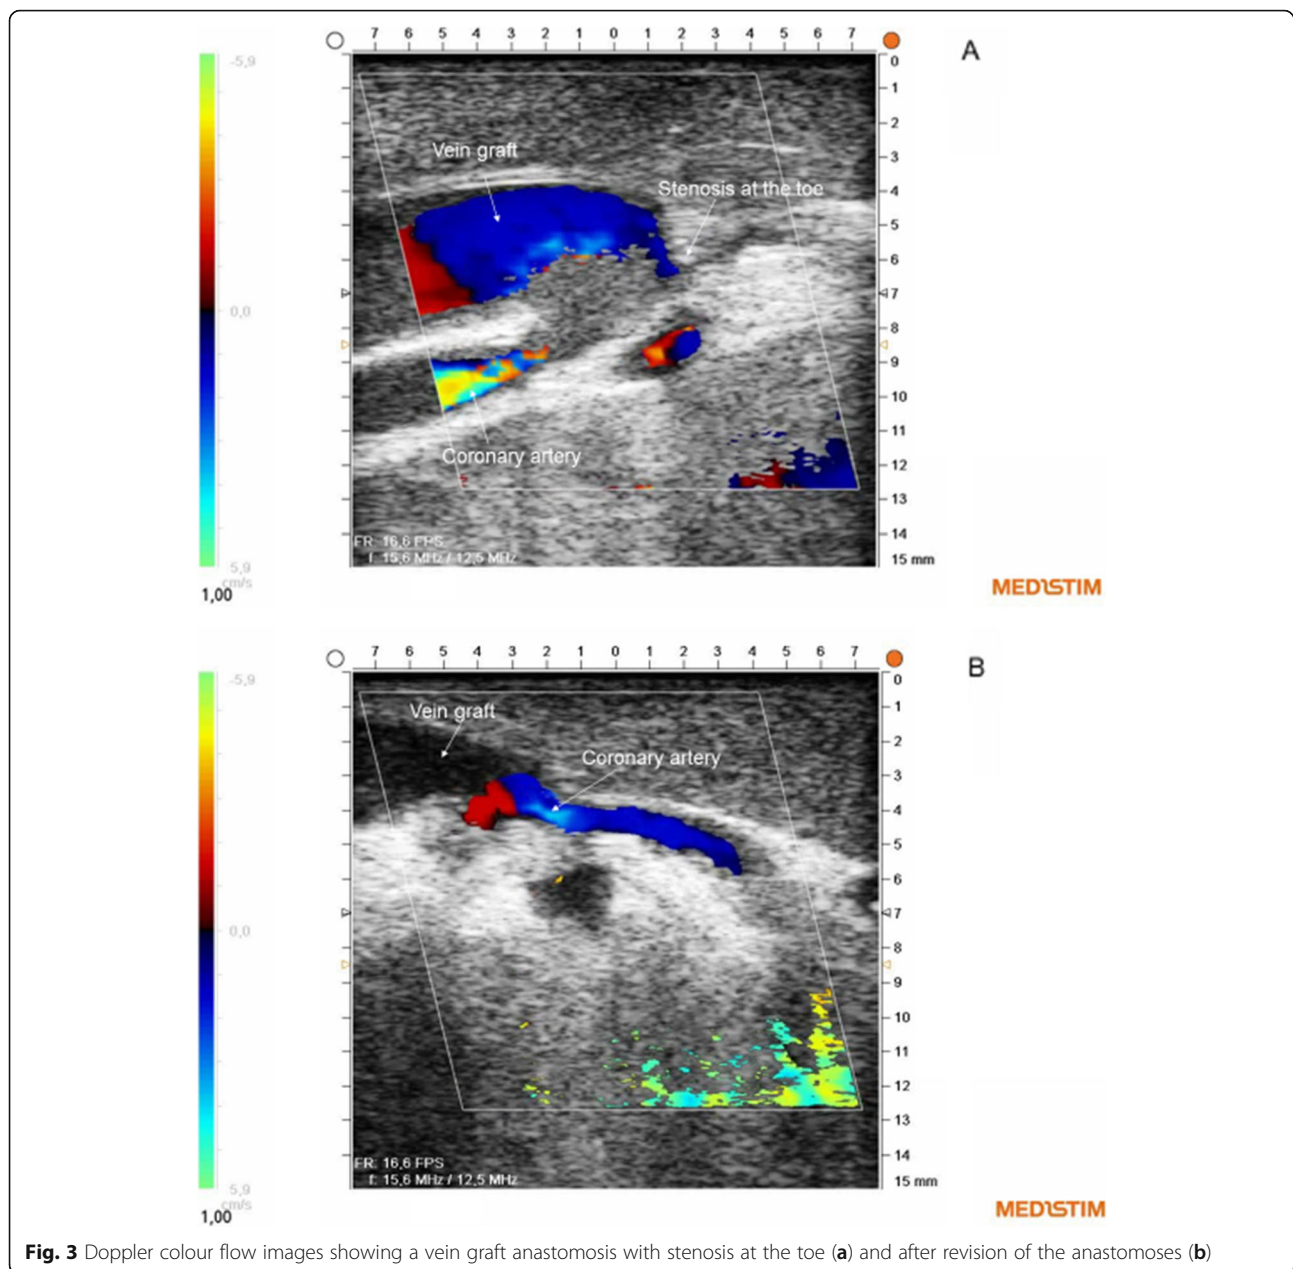 7 6 5 4 3 2 1 0 1 2 3 4 5 6 7
A
-5,9
0
1
2
3
Vein graft
4
Stenosis at the toe
5
6
0,0
7
8
9
10
11
Coronary artery
12
13
FR: 16,6 FPS
14
f: 15,6 MHz / 12,5 MHz
15 mm
5,9
cm/s
1,00
MEDISTIM
7 6 5 4 3 2 1 0 1 2 3 4 5 6 7
B
-5,9
0
1
Vein graft
2
Coronary artery
3
4
5
6
0,0
7
8
9
10
11
12
13
14
FR: 16,6 FPS
f: 15,6 MHz / 12,5 MHz
15 mm
5,9
cm/s
1,00
MEDISTIM
Fig. 3 Doppler colour flow images showing a vein graft anastomosis with stenosis at the toe (a) and after revision of the anastomoses (b)